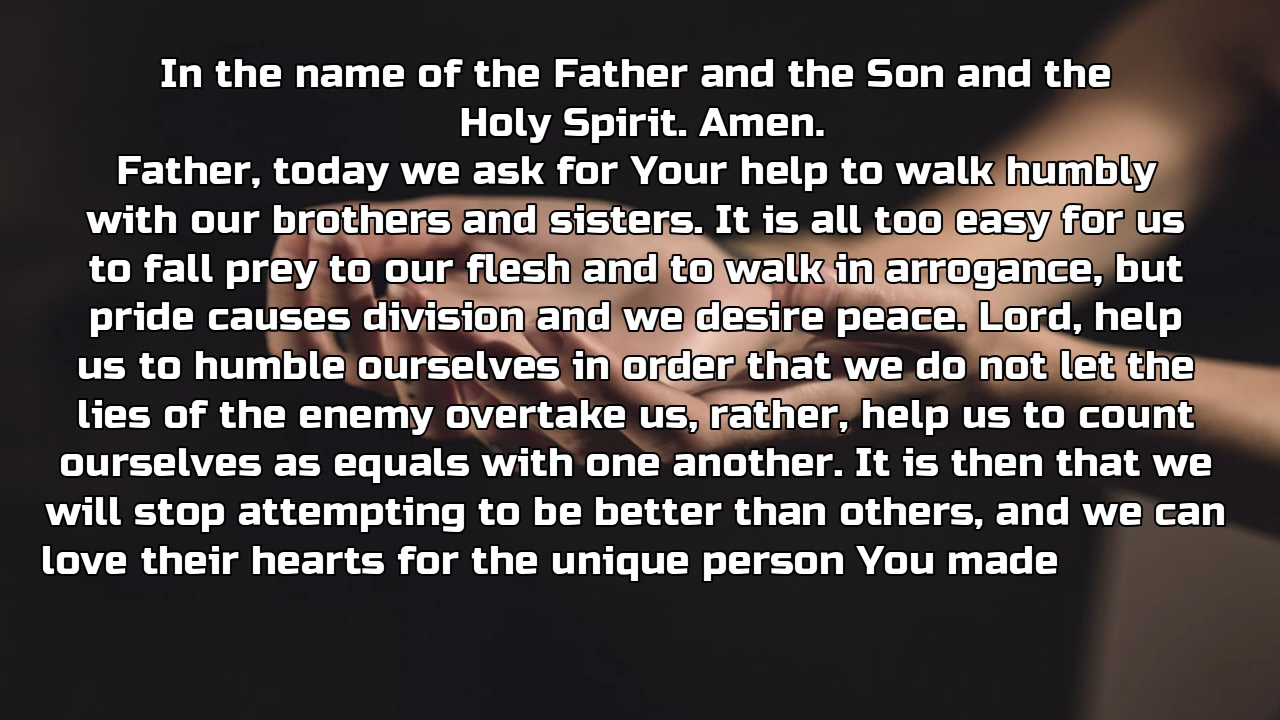 In the name of the Father and the Son and the
Holy Spirit. Amen.
Father, today we ask for Your help to walk humbly
with our brothers and sisters. It is all too easy for us
to fall prey to our flesh and to walk in arrogance, but
pride causes division and we desire peace. Lord, help
us to humble ourselves in order that we do not let the
lies of the enemy overtake us, rather, help us to count
ourselves as equals with one another. It is then that we
will stop attempting to be better than others, and we can
love their hearts for the unique person You made